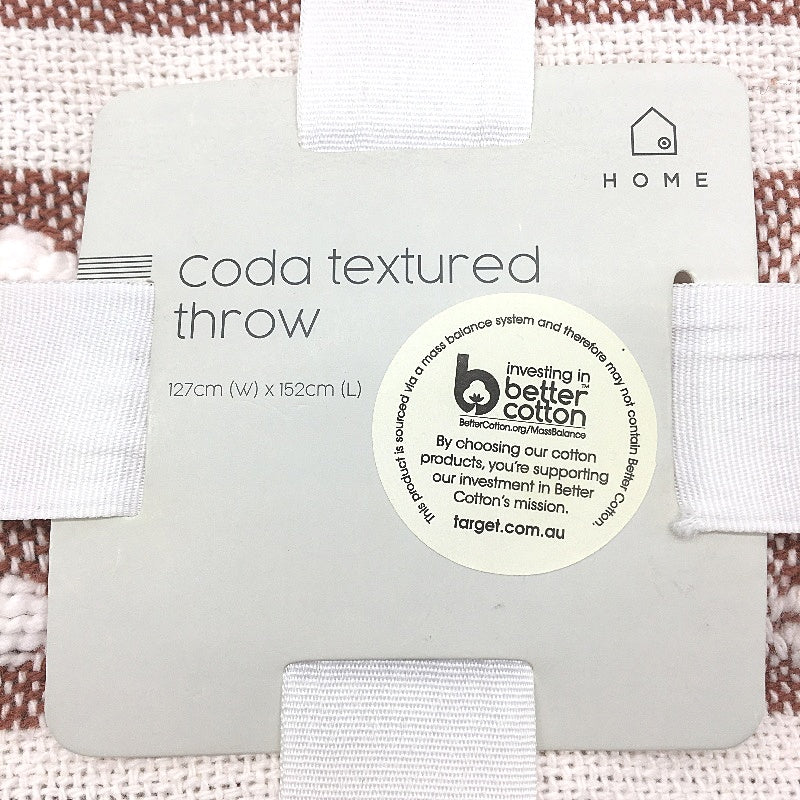 HOME
coda textured
throw
127cm (W) x 152cm (L)
This product is sourced via a mass balance system and therefore may not contain Better Cotton.
investing in
better™
cotton
BetterCotton.org/MassBalance
By choosing our cotton
products, you're supporting
our investment in Better
Cotton's mission.
target.com.au